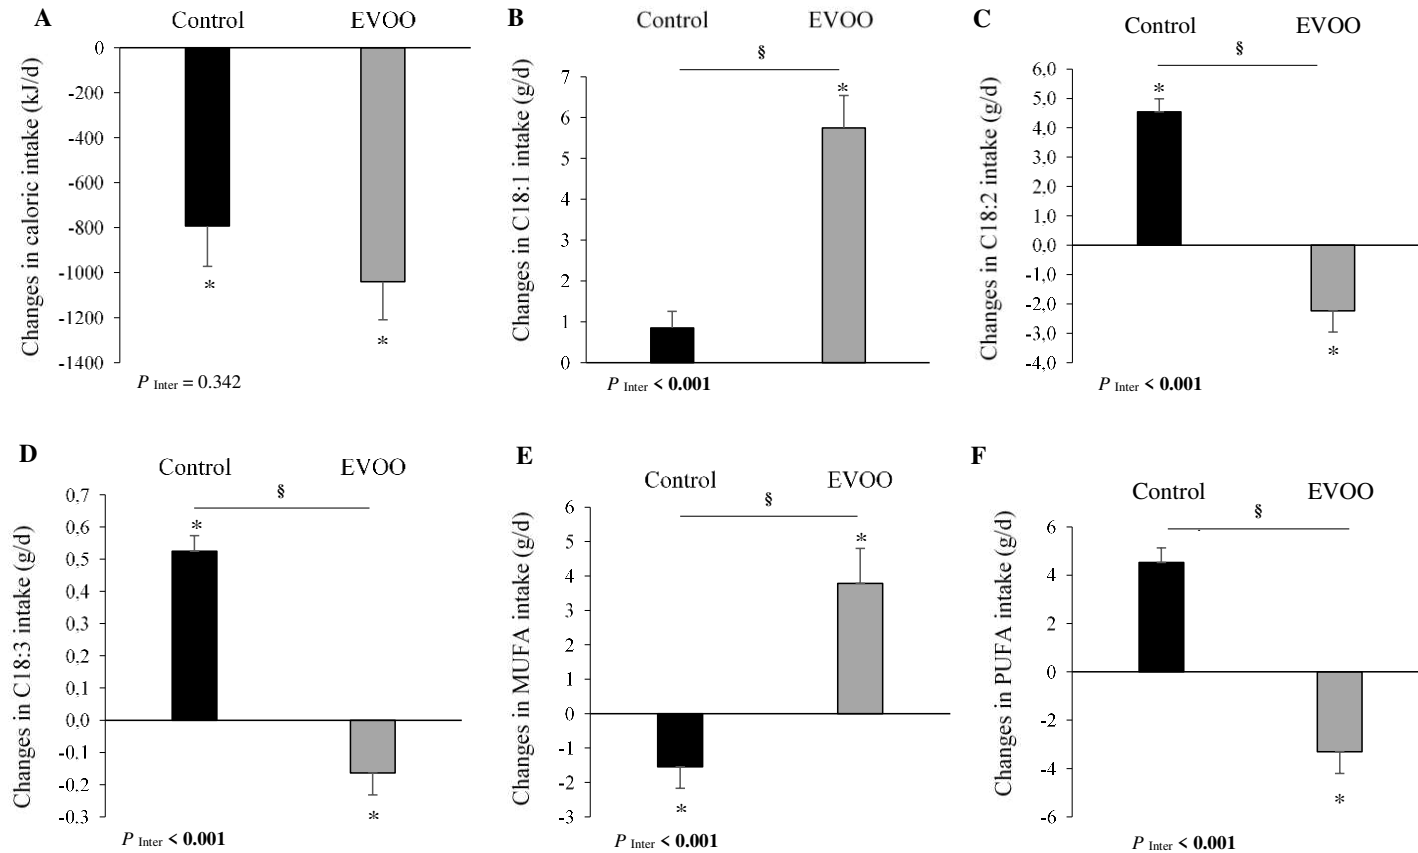 A
Control EVOO
Changes in caloric intake (kJ/d)
0
-200
-400
-600
-800
-1000
-1200
-1400
*
*
P Inter = 0.342
B
Control EVOO
§
Changes in C18:1 intake (g/d)
7
6
5
4
3
2
1
0
*
P Inter < 0.001
C
Control EVOO
§
Changes in C18:2 intake (g/d)
6,0
5,0
4,0
3,0
2,0
1,0
0,0
-1,0
-2,0
-3,0
-4,0
*
*
P Inter < 0.001
D
Control EVOO
§
Changes in C18:3 intake (g/d)
0,7
0,6
0,5
0,4
0,3
0,2
0,1
0,0
-0,1
-0,2
-0,3
*
*
P Inter < 0.001
E
Control EVOO
§
Changes in MUFA intake (g/d)
6
5
4
3
2
1
0
-1
-2
-3
*
*
P Inter < 0.001
F
Control EVOO
§
Changes in PUFA intake (g/d)
6
4
2
0
-2
-4
-6
*
P Inter < 0.001